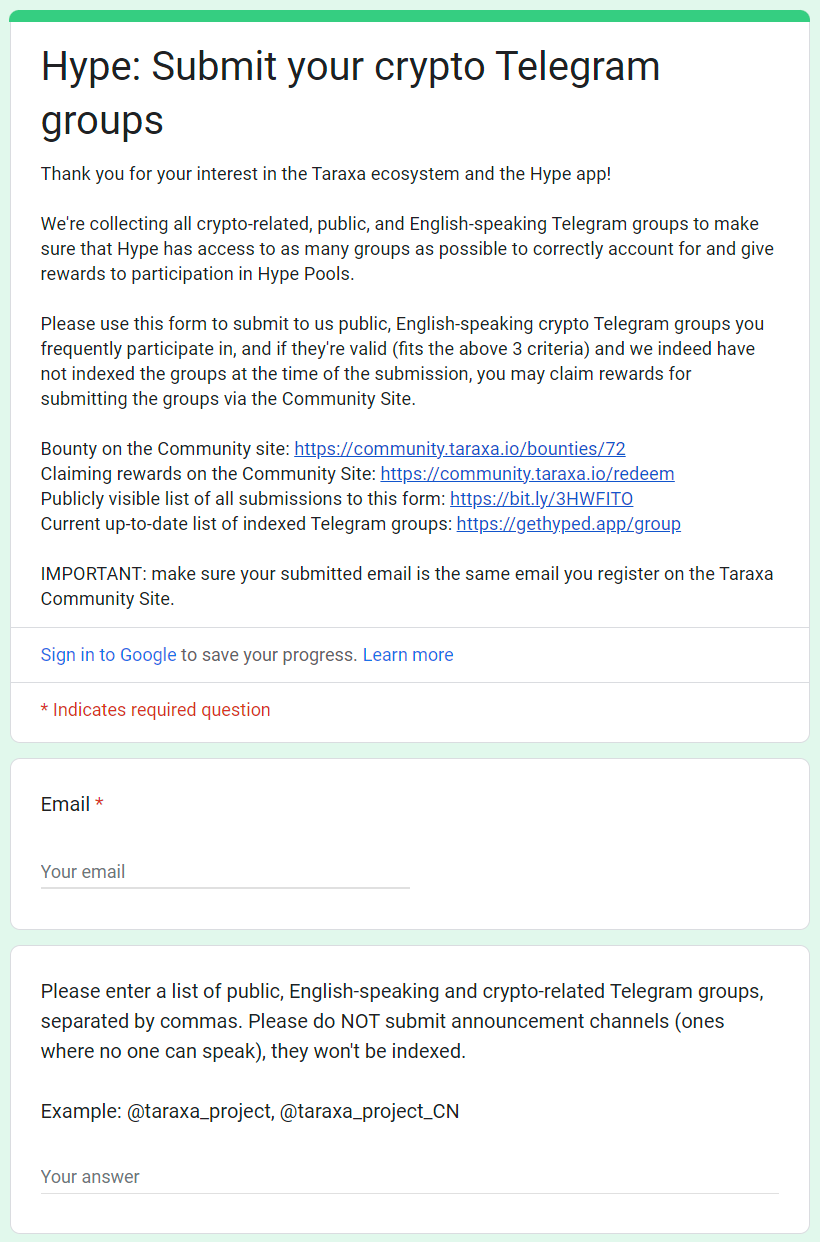 Hype: Submit your crypto Telegram
groups
Thank you for your interest in the Taraxa ecosystem and the Hype app!
We're collecting all crypto-related, public, and English-speaking Telegram groups to make
sure that Hype has access to as many groups as possible to correctly account for and give
rewards to participation in Hype Pools.
Please use this form to submit to us public, English-speaking crypto Telegram groups you
frequently participate in, and if they're valid (fits the above 3 criteria) and we indeed have
not indexed the groups at the time of the submission, you may claim rewards for
submitting the groups via the Community Site.
Bounty on the Community site: https://community.taraxa.io/bounties/72
Claiming rewards on the Community Site: https://community.taraxa.io/redeem
Publicly visible list of all submissions to this form: https://bit.ly/3HWFITO
Current up-to-date list of indexed Telegram groups: https://gethyped.app/group
IMPORTANT: make sure your submitted email is the same email you register on the Taraxa
Community Site.
Sign in to Google to save your progress. Learn more
* Indicates required question
Email *
Your email
Please enter a list of public, English-speaking and crypto-related Telegram groups,
separated by commas. Please do NOT submit announcement channels (ones
where no one can speak), they won't be indexed.
Example: @taraxa_project, @taraxa_project_CN
Your answer